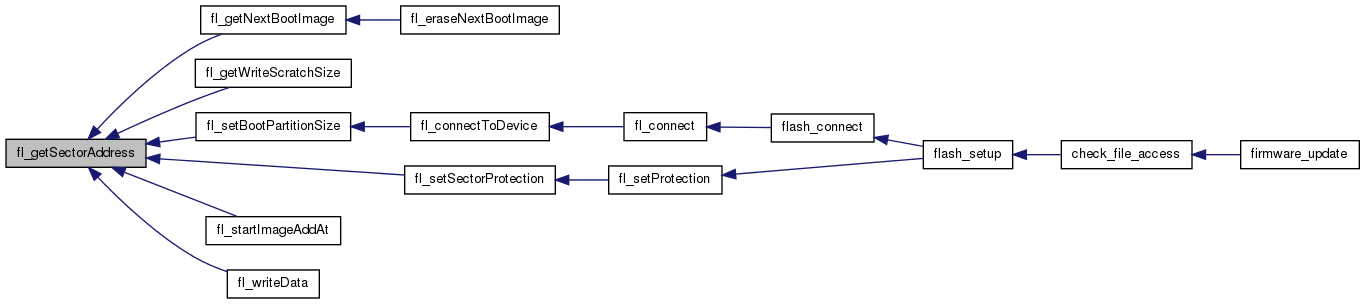 fl_getNextBootImage
fl_eraseNextBootImage
fl_getWriteScratchSize
fl_setBootPartitionSize
fl_connectToDevice
fl_connect
flash_connect
fl_getSectorAddress
flash_setup
check_file_access
firmware_update
fl_setSectorProtection
fl_setProtection
fl_startImageAddAt
fl_writeData